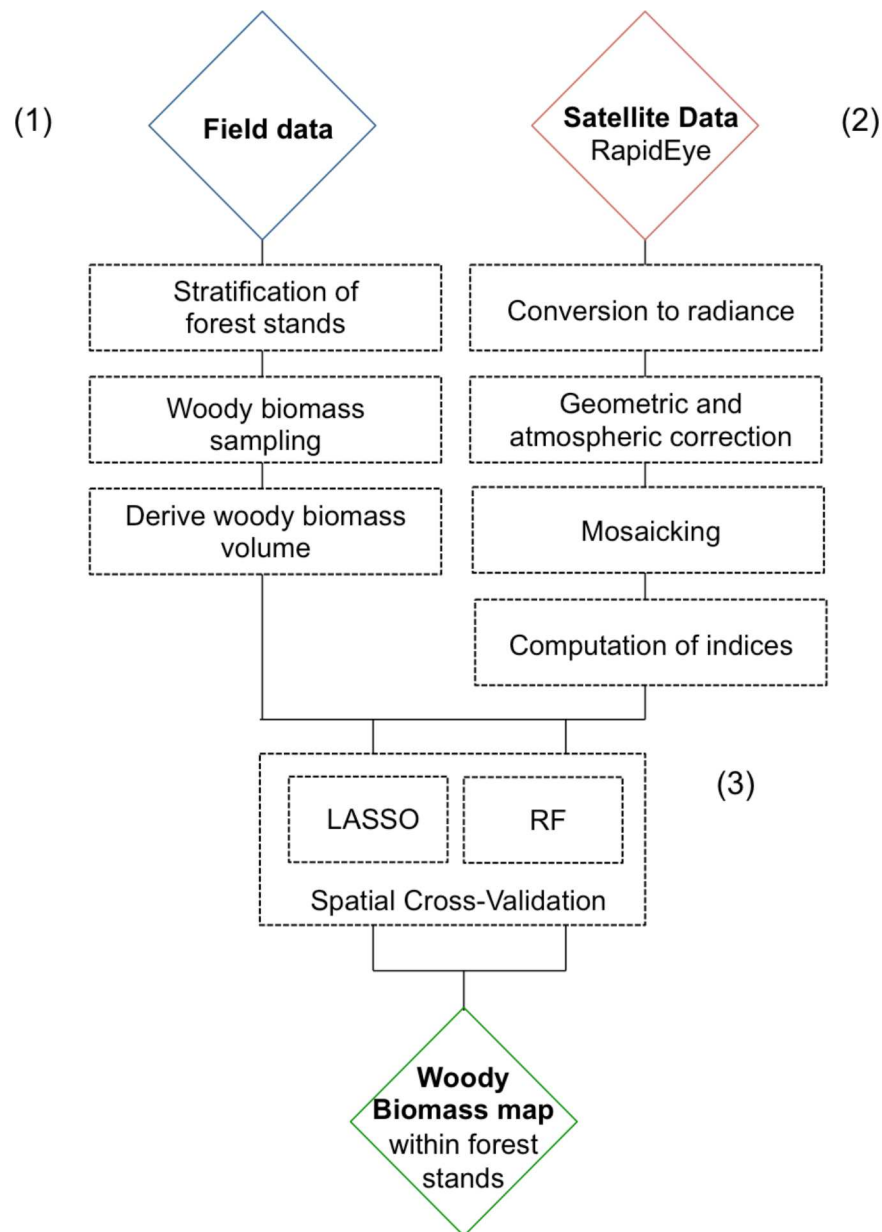 (1)
Field data
Satellite Data
RapidEye
(2)
Stratification of
forest stands
Woody biomass
sampling
Derive woody biomass
volume
Conversion to radiance
Geometric and
atmospheric correction
Mosaicking
Computation of indices
(3)
LASSO
RF
Spatial Cross-Validation
Woody
Biomass map
within forest
stands